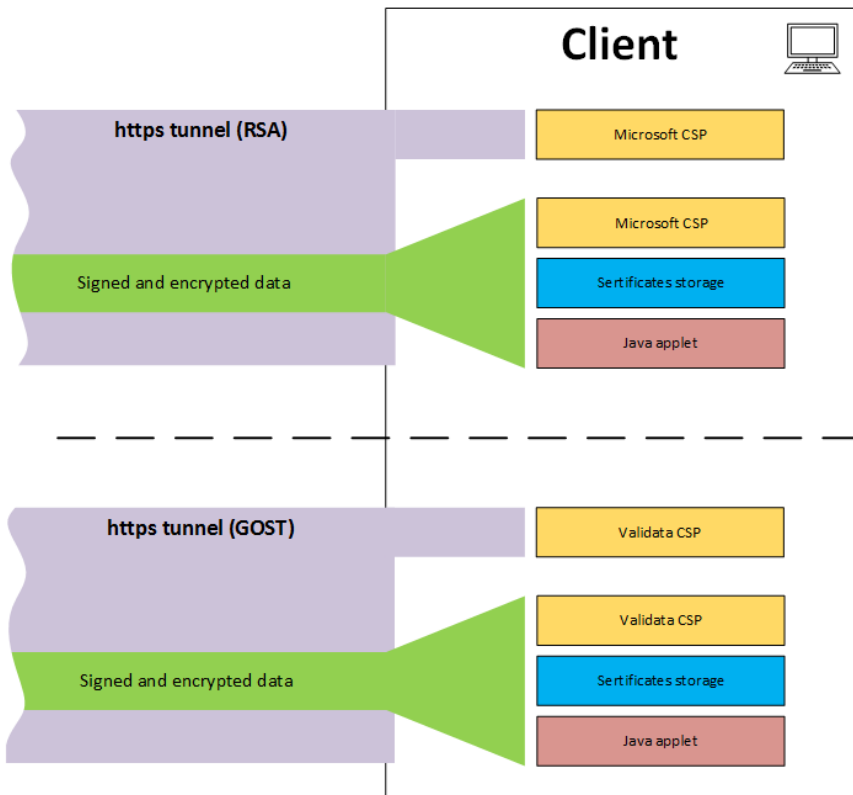 Client
https tunnel (RSA)
Microsoft CSP
Microsoft CSP
Signed and encrypted data
Sertificates storage
Java applet
https tunnel (GOST)
Validata CSP
Validata CSP
Signed and encrypted data
Sertificates storage
Java applet